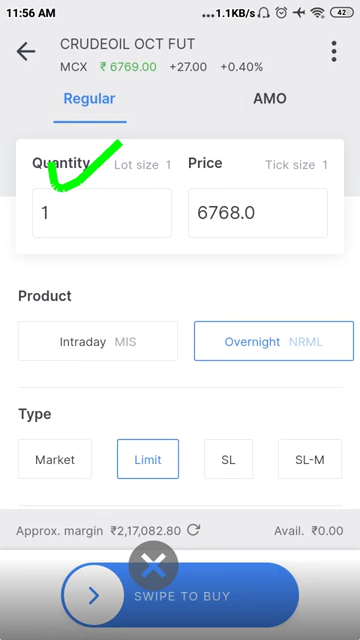 11:56 AM ...1.1KB/s 42
CRUDEOIL OCT FUT
MCX ₹ 6769.00 +27.00 +0.40%
Regular AMO
Quantity Lot size 1 Price Tick size 1
1 6768.0
Product
Intraday MIS Overnight NRML
Type
Market Limit SL SL-M
Approx. margin ₹2,17,082.80 Avail. ₹0.00
SWIPE TO BUY